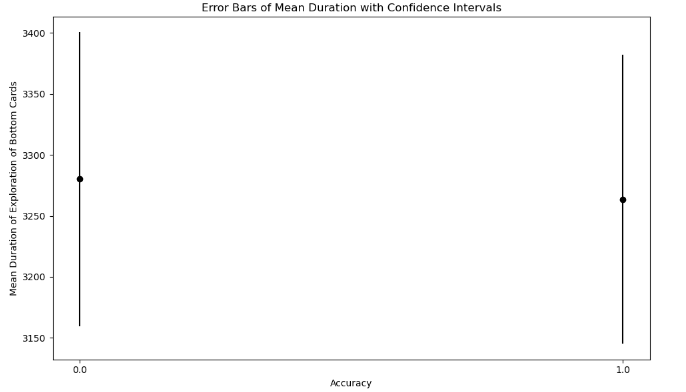 Error Bars of Mean Duration with Confidence Intervals
Mean Duration of Exploration of Bottom Cards
3400
3350
3300
3250
3200
3150
0.0
1.0
Accuracy